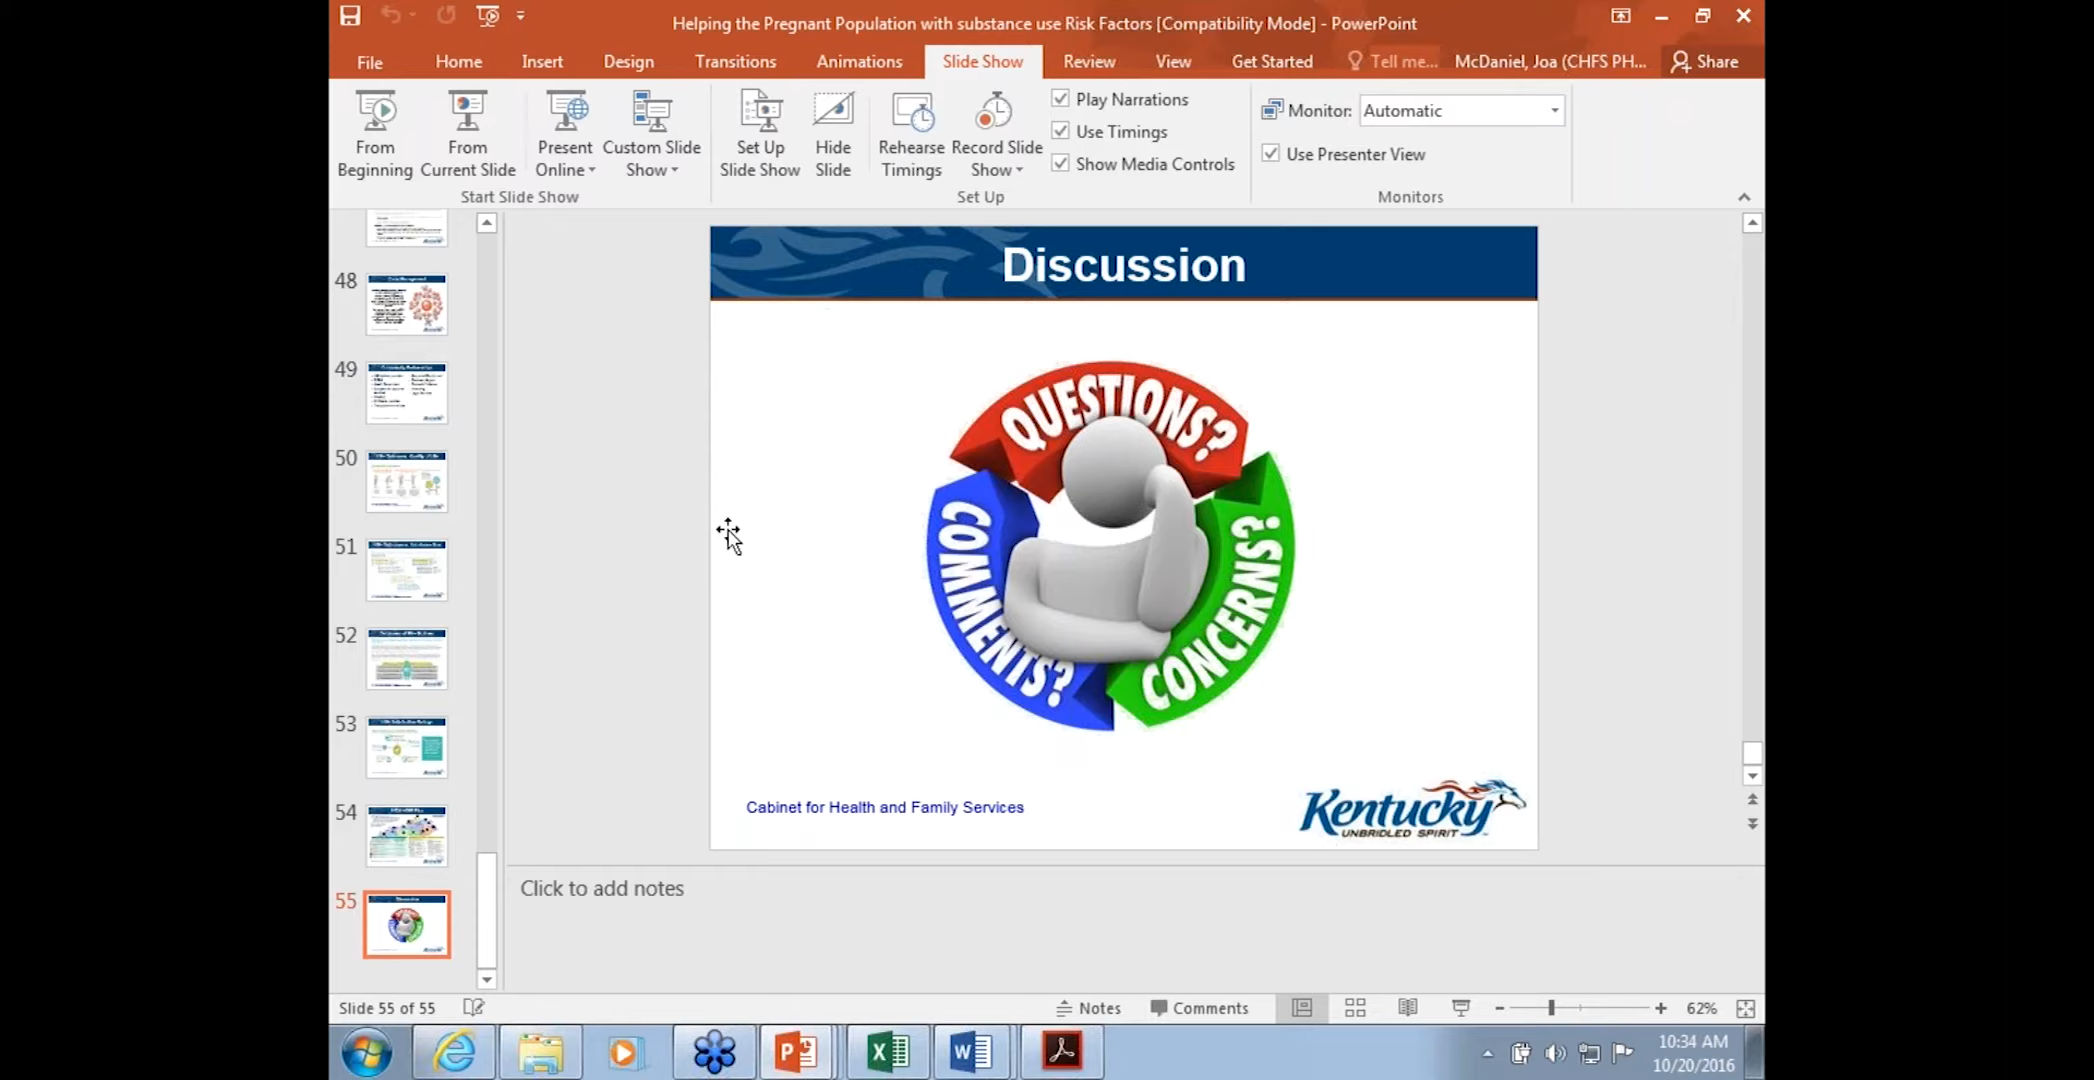 Helping the Pregnant Population with substance use Risk Factors [Compatibility Mode] - PowerPoint
File Home Insert Design Transitions Animations Slide Show Review View Get Started Tell me... McDaniel, Joa (CHFS PH... Share
From Beginning
From Current Slide
Present Online
Custom Slide Show
Start Slide Show
Set Up Slide Show
Hide Slide
Rehearse Timings
Record Slide Show
Play Narrations
Use Timings
Show Media Controls
Set Up
Monitor: Automatic
Use Presenter View
Monitors
48
49
50
51
52
53
54
55
Discussion
QUESTIONS?
COMMENTS?
CONCERNS?
Cabinet for Health and Family Services
Kentucky
UNBRIDLED SPIRIT
Click to add notes
Slide 55 of 55
Notes Comments 62%
10:34 AM
10/20/2016